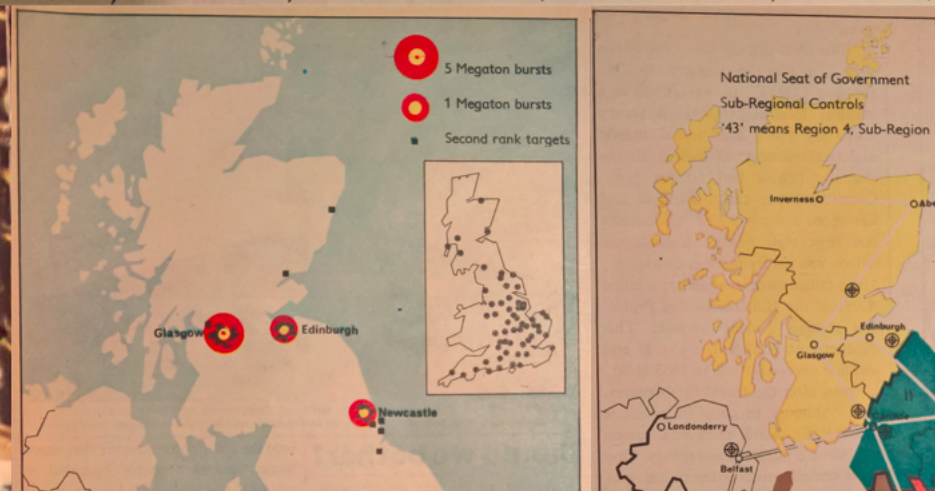 5 Megaton bursts
1 Megaton bursts
Second rank targets
Glasgow
Edinburgh
Newcastle
National Seat of Government
Sub-Regional Controls
'43' means Region 4, Sub-Region
Inverness
Abe
Edinburgh
Glasgow
Londonderry
Belfast